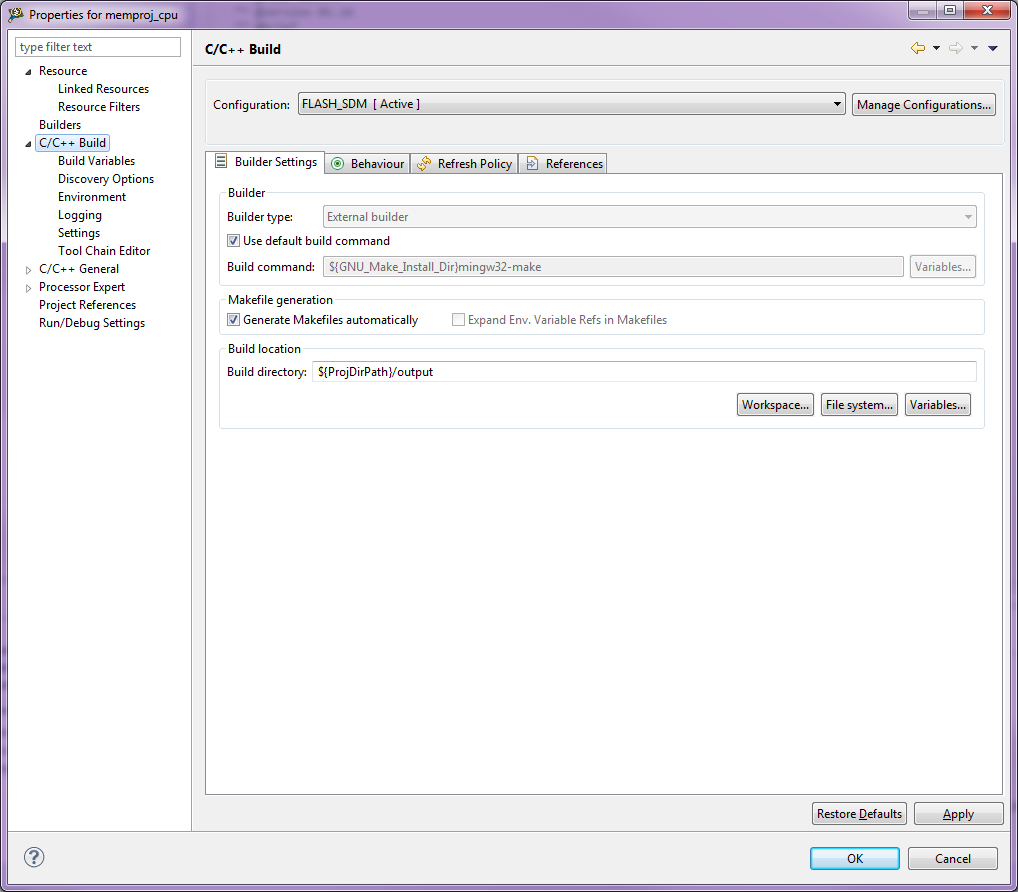 Properties for memproj_cpu
type filter text
Resource
Linked Resources
Resource Filters
Builders
C/C++ Build
Build Variables
Discovery Options
Environment
Logging
Settings
Tool Chain Editor
C/C++ General
Processor Expert
Project References
Run/Debug Settings
C/C++ Build
Configuration: FLASH_SDM [ Active ] Manage Configurations...
Builder Settings Behaviour Refresh Policy References
Builder
Builder type: External builder
Use default build command
Build command: ${GNU_Make_Install_Dir}mingw32-make Variables...
Makefile generation
Generate Makefiles automatically Expand Env. Variable Refs in Makefiles
Build location
Build directory: ${ProjDirPath}/output
Workspace... File system... Variables...
Restore Defaults Apply
OK Cancel